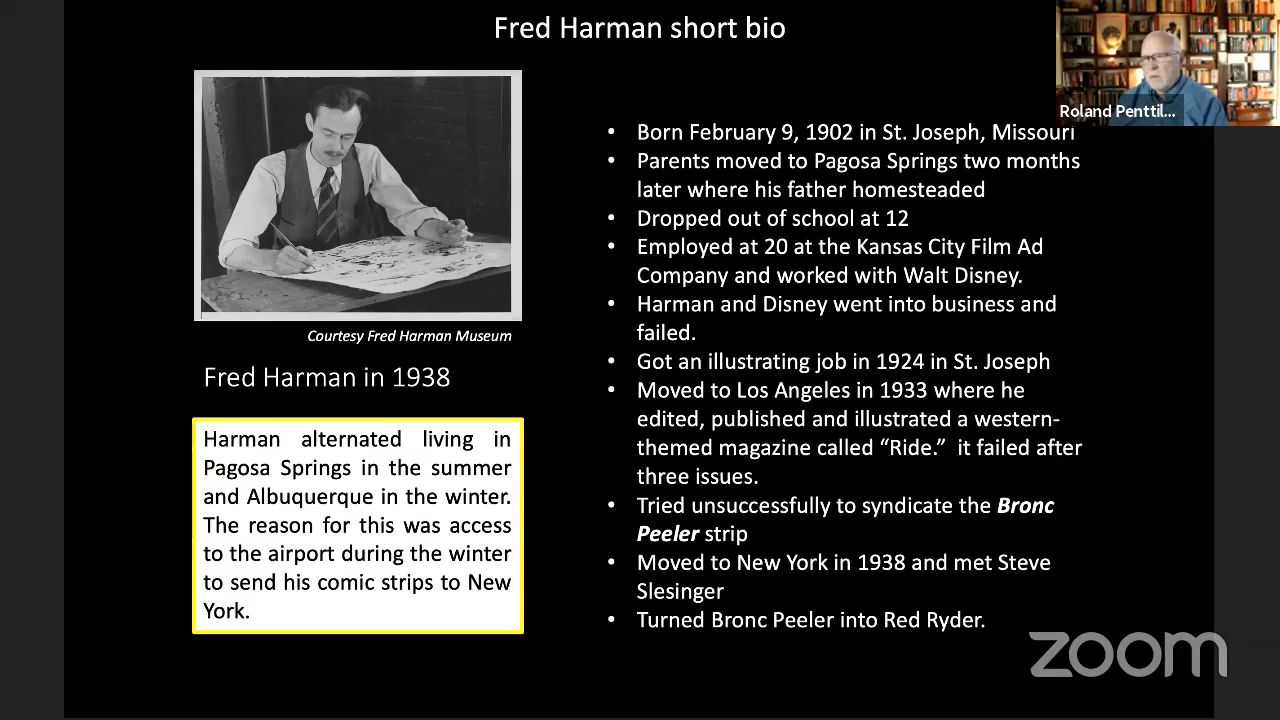 Fred Harman short bio
Roland Penttil...
• Born February 9, 1902 in St. Joseph, Missouri
• Parents moved to Pagosa Springs two months
later where his father homesteaded
• Dropped out of school at 12
• Employed at 20 at the Kansas City Film Ad
Company and worked with Walt Disney.
• Harman and Disney went into business and
failed.
• Got an illustrating job in 1924 in St. Joseph
• Moved to Los Angeles in 1933 where he
edited, published and illustrated a western-
themed magazine called “Ride.”  it failed after
three issues.
• Tried unsuccessfully to syndicate the Bronc
Peeler strip
• Moved to New York in 1938 and met Steve
Slesinger
• Turned Bronc Peeler into Red Ryder.
Courtesy Fred Harman Museum
Fred Harman in 1938
Harman alternated living in
Pagosa Springs in the summer
and Albuquerque in the winter.
The reason for this was access
to the airport during the winter
to send his comic strips to New
York.
zoom